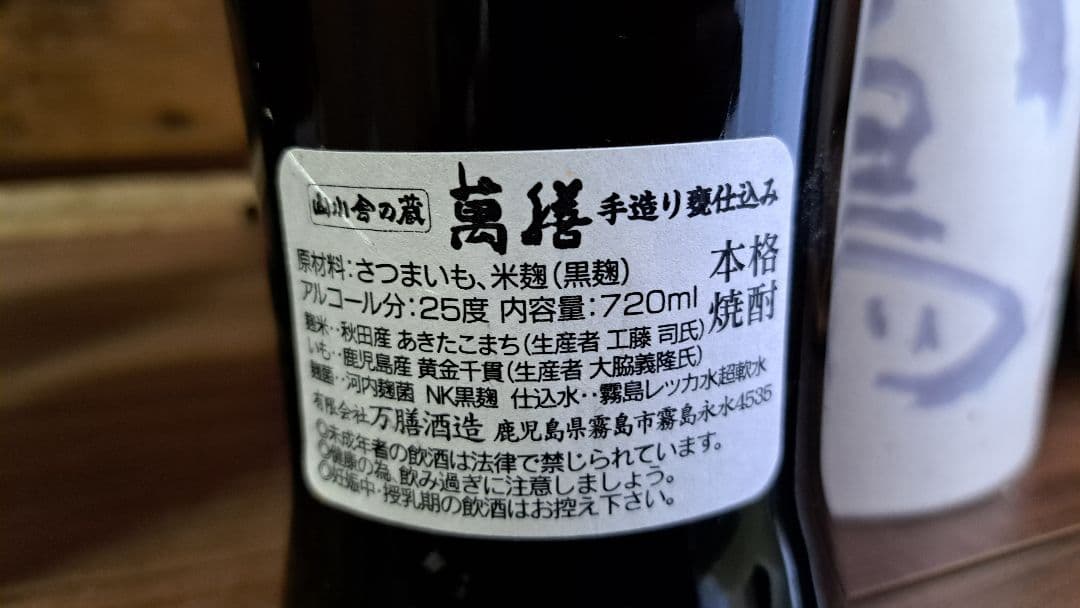 山小舎の蔵 萬膳 手造り甕仕込み
本格
焼酎
原材料：さつまいも、米麹（黒麹）
アルコール分：25度 内容量：720ml
麹米‥秋田産 あきたこまち（生産者 工藤 司氏）
いも‥鹿児島産 黄金千貫（生産者 大脇義隆氏）
麹菌‥河内麹菌 NK黒麹 仕込水‥霧島レッカ水超軟水
有限会社万膳酒造 鹿児島県霧島市霧島永水4535
◎未成年者の飲酒は法律で禁じられています。
◎健康の為、飲み過ぎに注意しましょう。
◎妊娠中・授乳期の飲酒はお控え下さい。